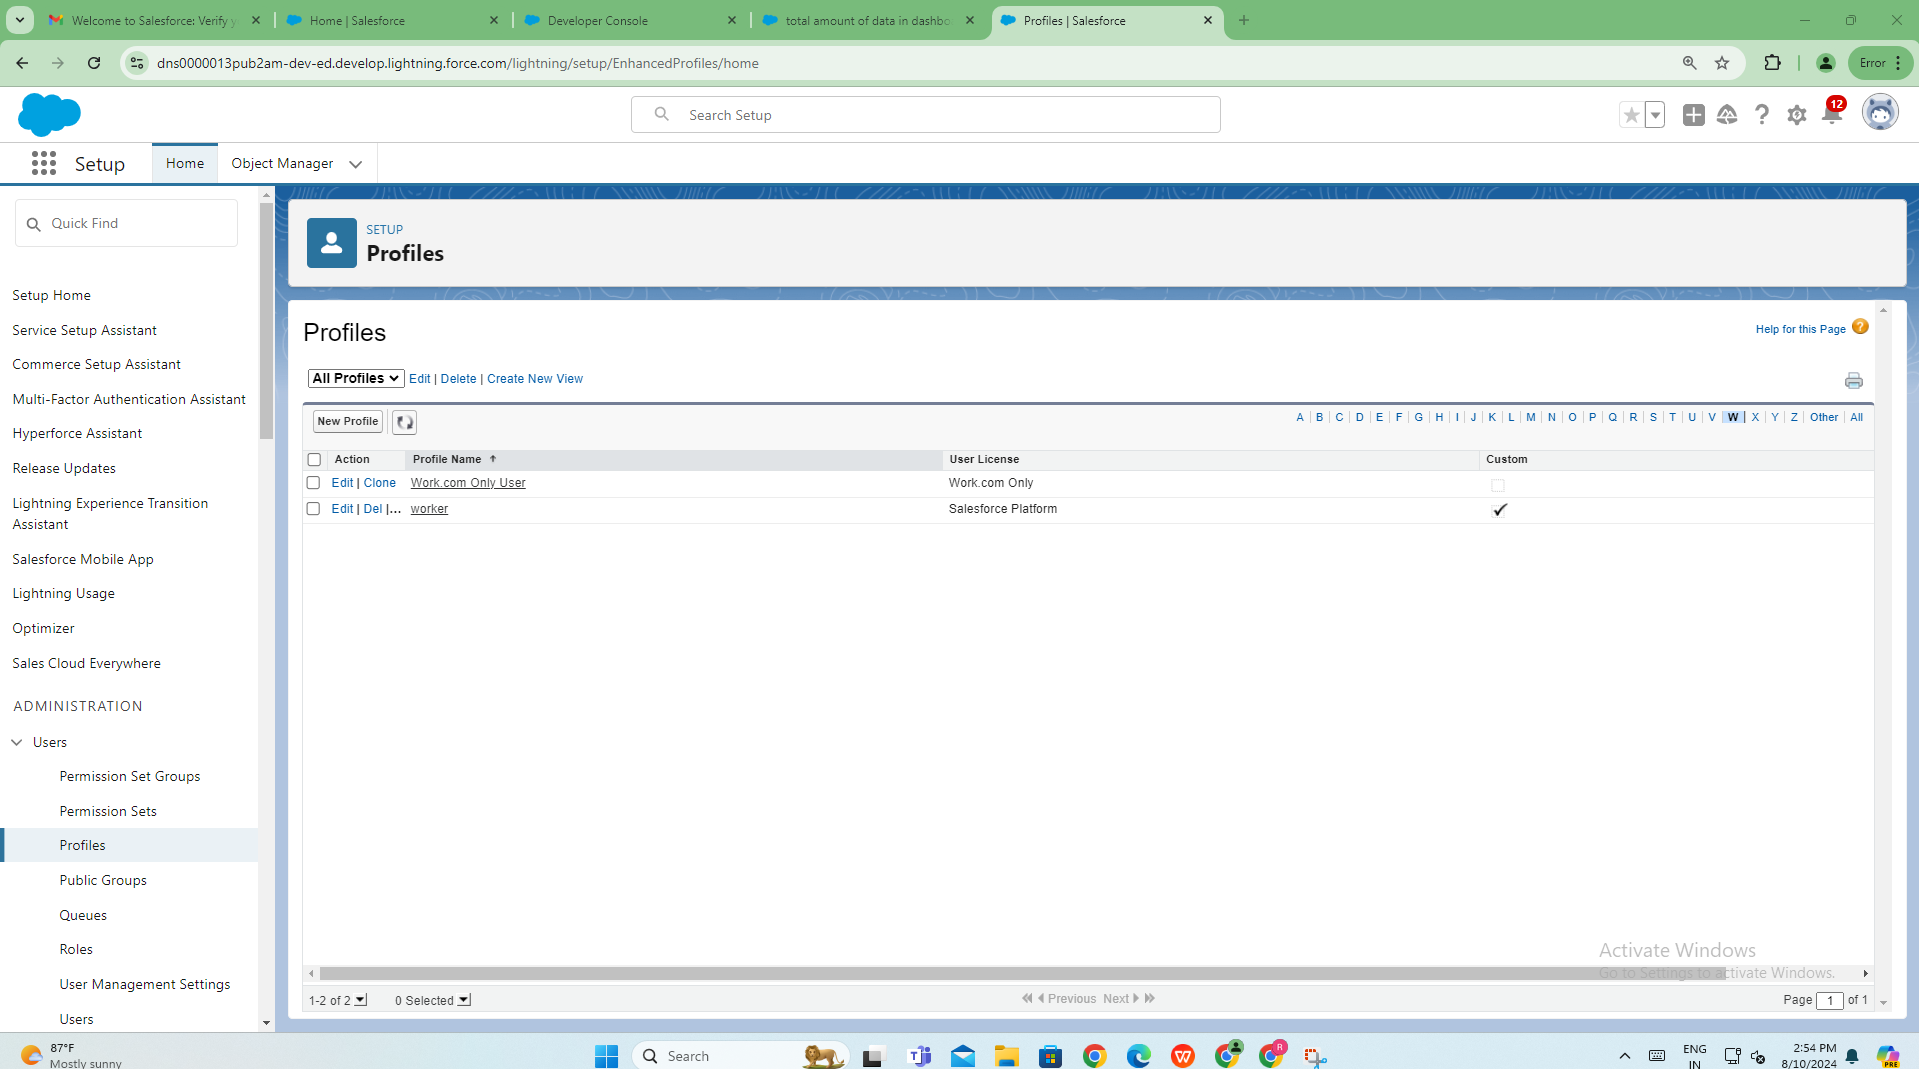 Welcome to Salesforce: Verify y
Home | Salesforce
Developer Console
total amount of data in dashbo
Profiles | Salesforce
dns0000013pub2am-dev-ed.develop.lightning.force.com/lightning/setup/EnhancedProfiles/home
Error
Search Setup
12
Setup
Home
Object Manager
Quick Find
Setup Home
Service Setup Assistant
Commerce Setup Assistant
Multi-Factor Authentication Assistant
Hyperforce Assistant
Release Updates
Lightning Experience Transition
Assistant
Salesforce Mobile App
Lightning Usage
Optimizer
Sales Cloud Everywhere
ADMINISTRATION
Users
Permission Set Groups
Permission Sets
Profiles
Public Groups
Queues
Roles
User Management Settings
Users
SETUP
Profiles
Profiles
Help for this Page ?
All Profiles Edit | Delete | Create New View
New Profile
A | B | C | D | E | F | G | H | I | J | K | L | M | N | O | P | Q | R | S | T | U | V | W | X | Y | Z | Other | All
Action Profile Name User License Custom
Edit | Clone Work.com Only User Work.com Only
Edit | Del |... worker Salesforce Platform
Activate Windows
Go to Settings to activate Windows.
1-2 of 2 0 Selected Previous Next Page 1 of 1
87°F
Mostly sunny
Search
R
PRE
ENG
IN
2:54 PM
8/10/2024